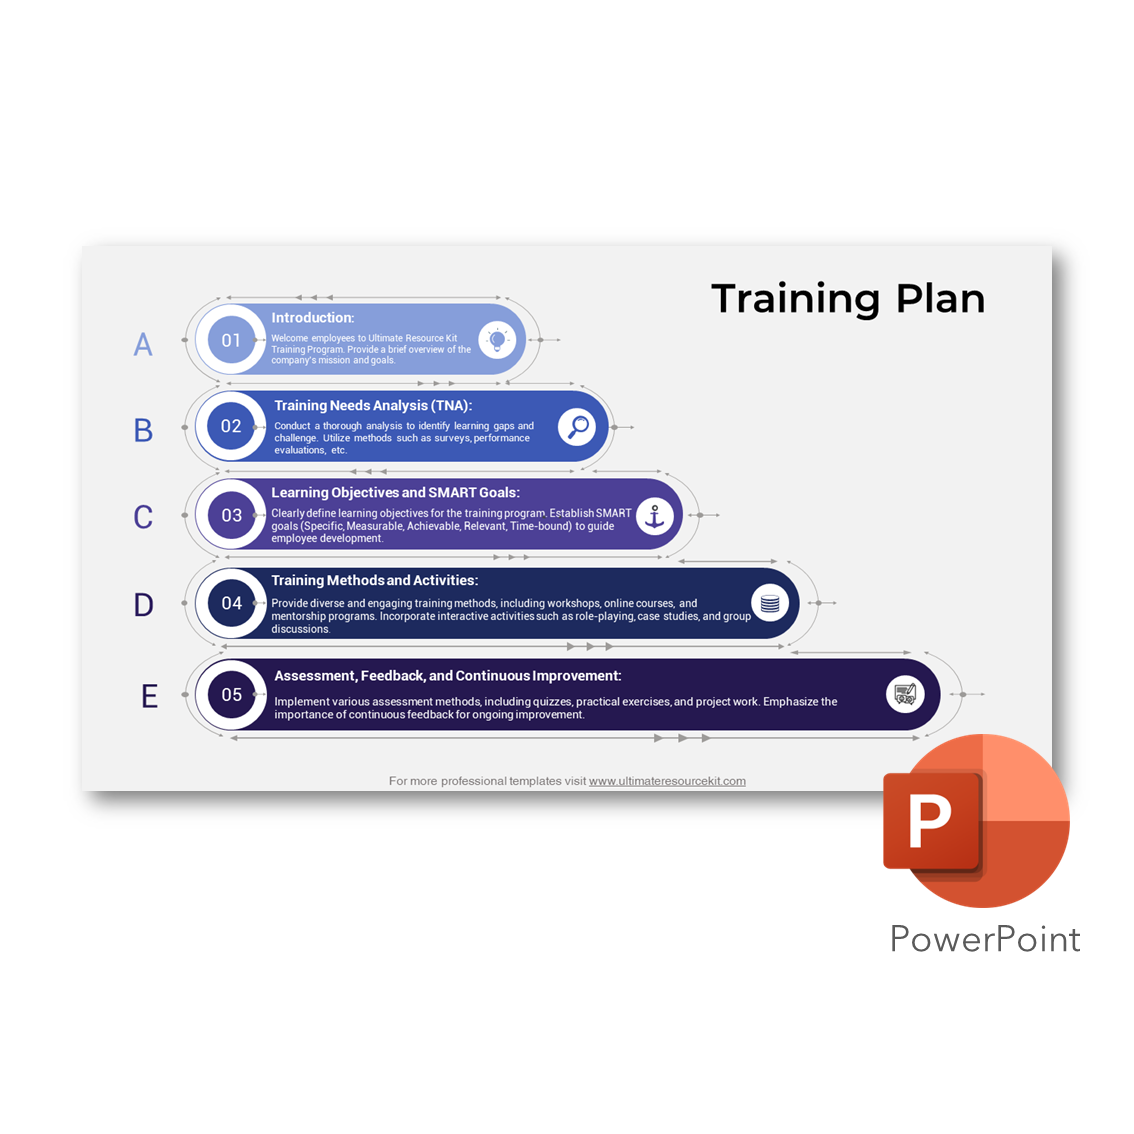 Training Plan
A
01
Introduction:
Welcome employees to Ultimate Resource Kit
Training Program. Provide a brief overview of the
company's mission and goals.
B
02
Training Needs Analysis (TNA):
Conduct a thorough analysis to identify learning gaps and
challenge. Utilize methods such as surveys, performance
evaluations, etc.
C
03
Learning Objectives and SMART Goals:
Clearly define learning objectives for the training program. Establish SMART
goals (Specific, Measurable, Achievable, Relevant, Time-bound) to guide
employee development.
D
04
Training Methods and Activities:
Provide diverse and engaging training methods, including workshops, online courses, and
mentorship programs. Incorporate interactive activities such as role-playing, case studies, and group
discussions.
E
05
Assessment, Feedback, and Continuous Improvement:
Implement various assessment methods, including quizzes, practical exercises, and project work. Emphasize the
importance of continuous feedback for ongoing improvement.
For more professional templates visit www.ultimateresourcekit.com
P
PowerPoint